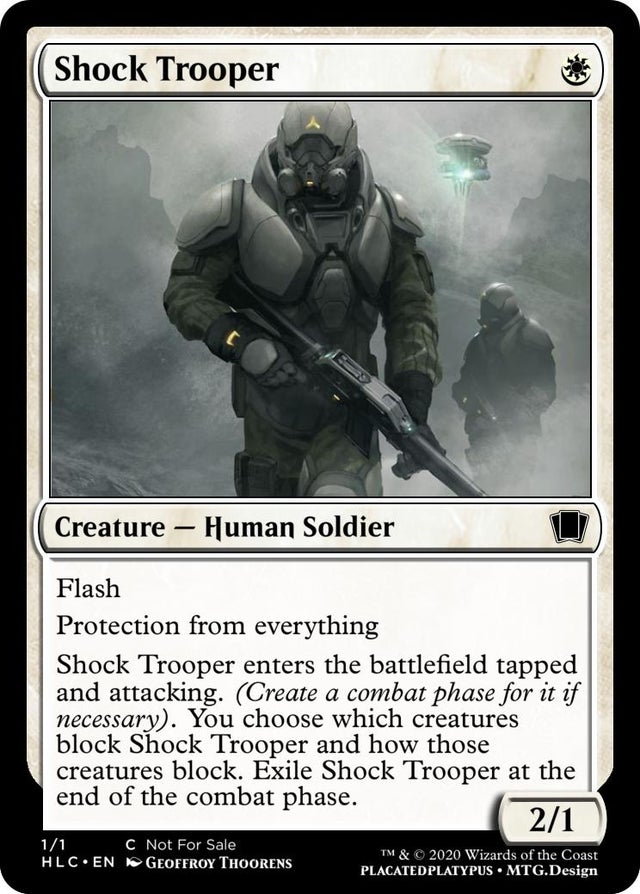 Shock Trooper
Creature — Human Soldier
Flash
Protection from everything
Shock Trooper enters the battlefield tapped
and attacking. (Create a combat phase for it if
necessary). You choose which creatures
block Shock Trooper and how those
creatures block. Exile Shock Trooper at the
end of the combat phase.
2/1
1/1 C Not For Sale
HLC • EN Geoffroy Thoorens
™ & © 2020 Wizards of the Coast
PLACATEDPLATYPUS • MTG.Design